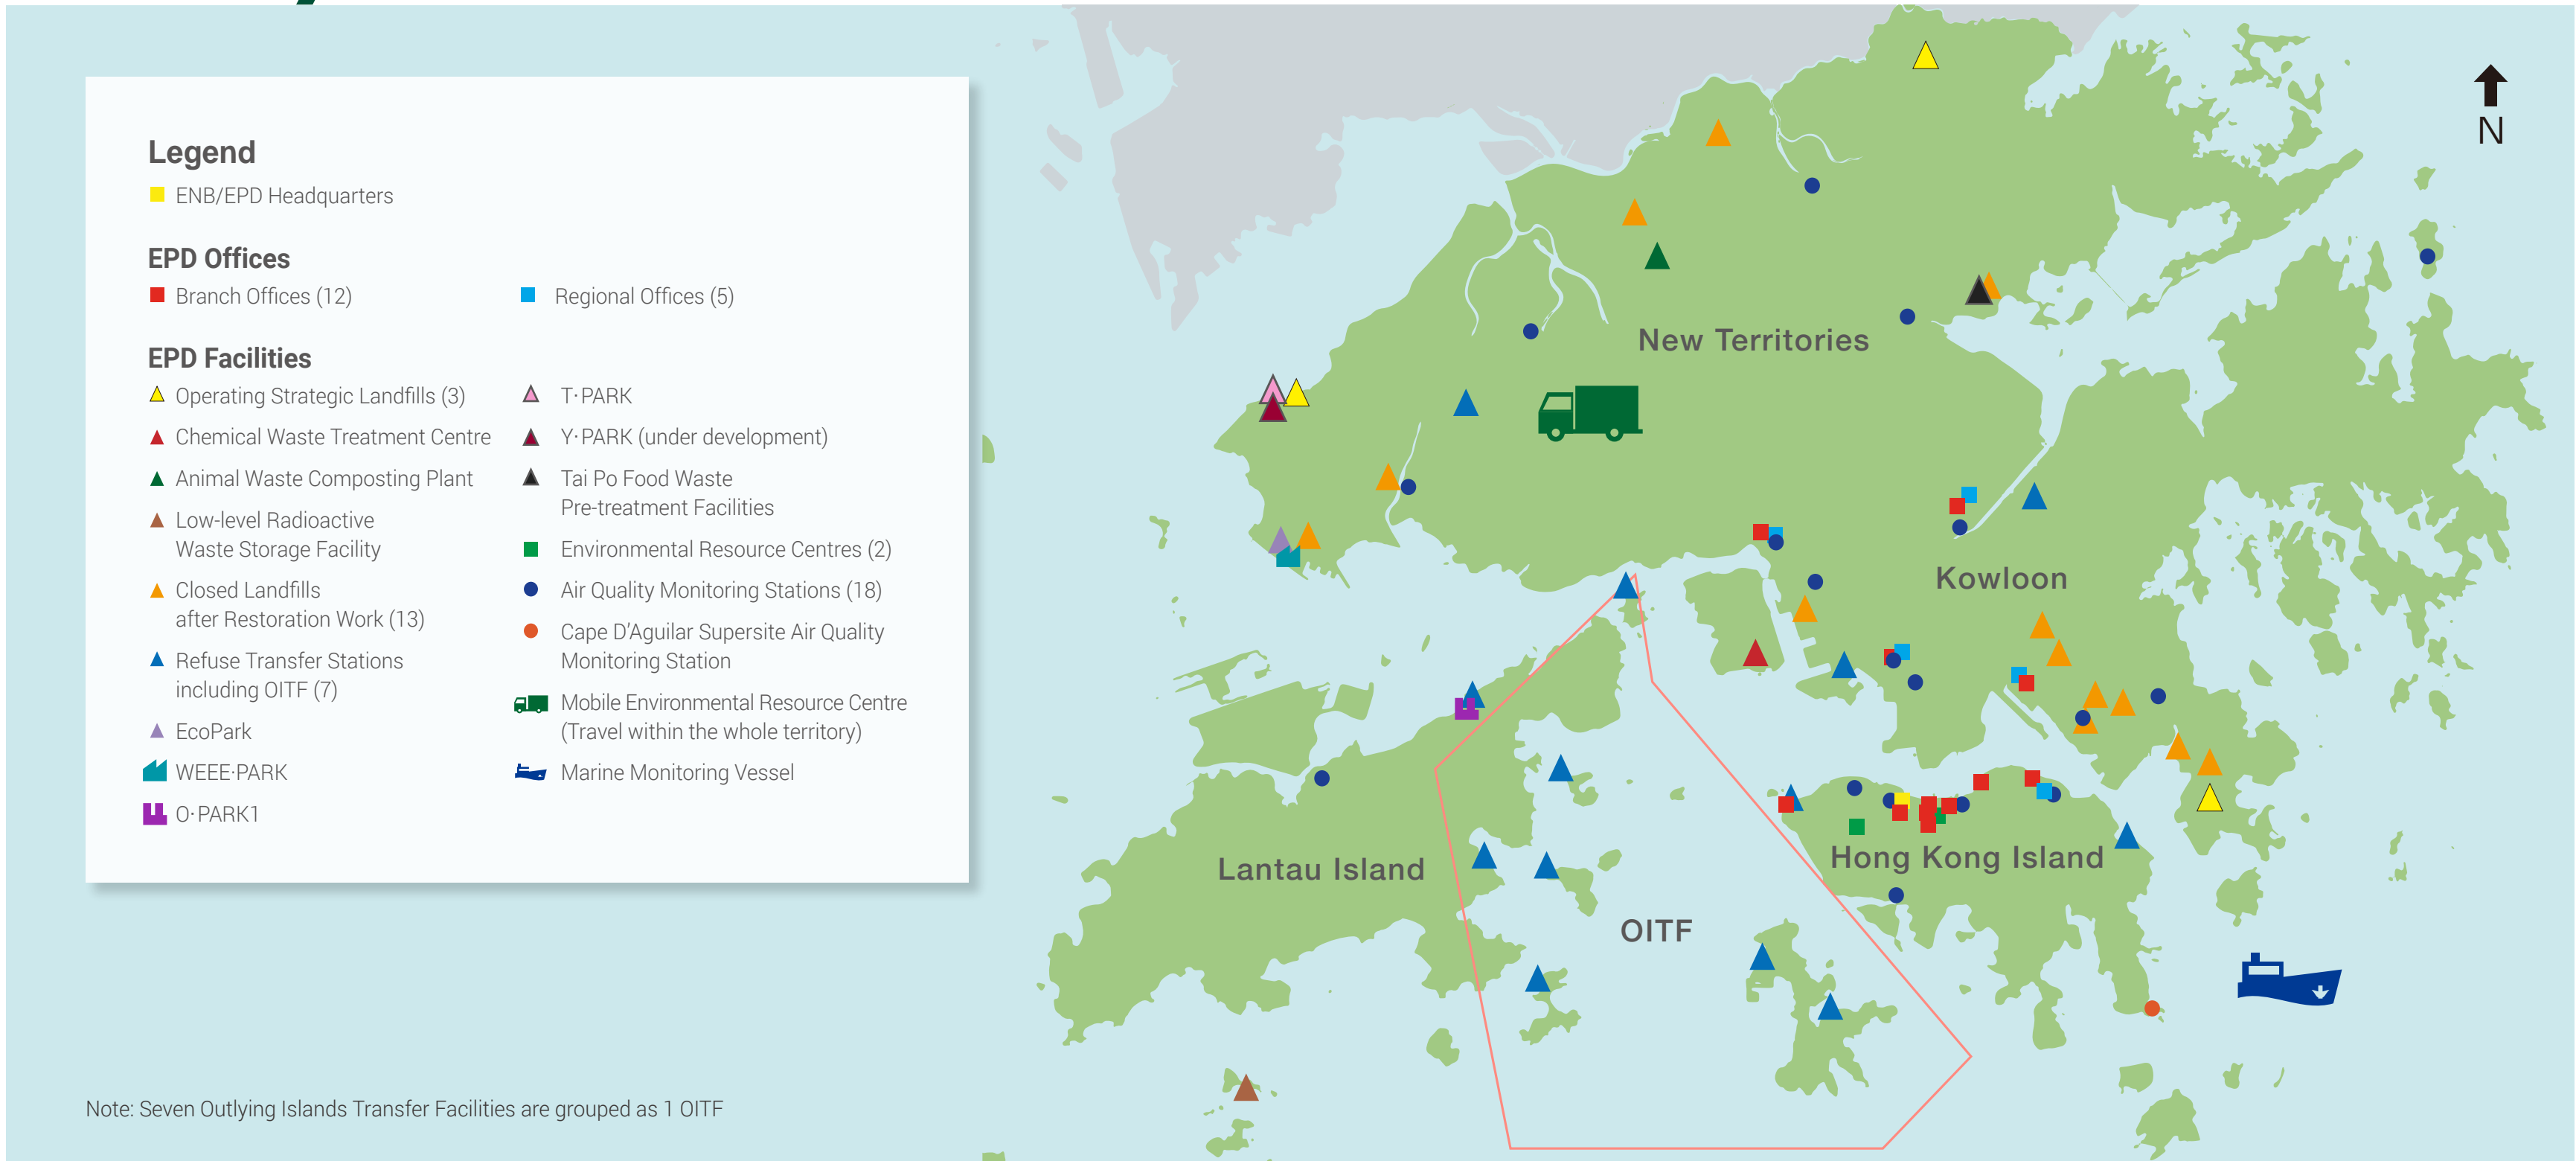 Legend
ENB/EPD Headquarters
EPD Offices
Branch Offices (12)
Regional Offices (5)
EPD Facilities
Operating Strategic Landfills (3)
Chemical Waste Treatment Centre
Animal Waste Composting Plant
Low-level Radioactive
Waste Storage Facility
Closed Landfills
after Restoration Work (13)
Refuse Transfer Stations
including OITF (7)
EcoPark
WEEE·PARK
O·PARK1
T·PARK
Y·PARK (under development)
Tai Po Food Waste
Pre-treatment Facilities
Environmental Resource Centres (2)
Air Quality Monitoring Stations (18)
Cape D’Aguilar Supersite Air Quality
Monitoring Station
Mobile Environmental Resource Centre
(Travel within the whole territory)
Marine Monitoring Vessel
Note: Seven Outlying Islands Transfer Facilities are grouped as 1 OITF
N
New Territories
Kowloon
Lantau Island
Hong Kong Island
OITF